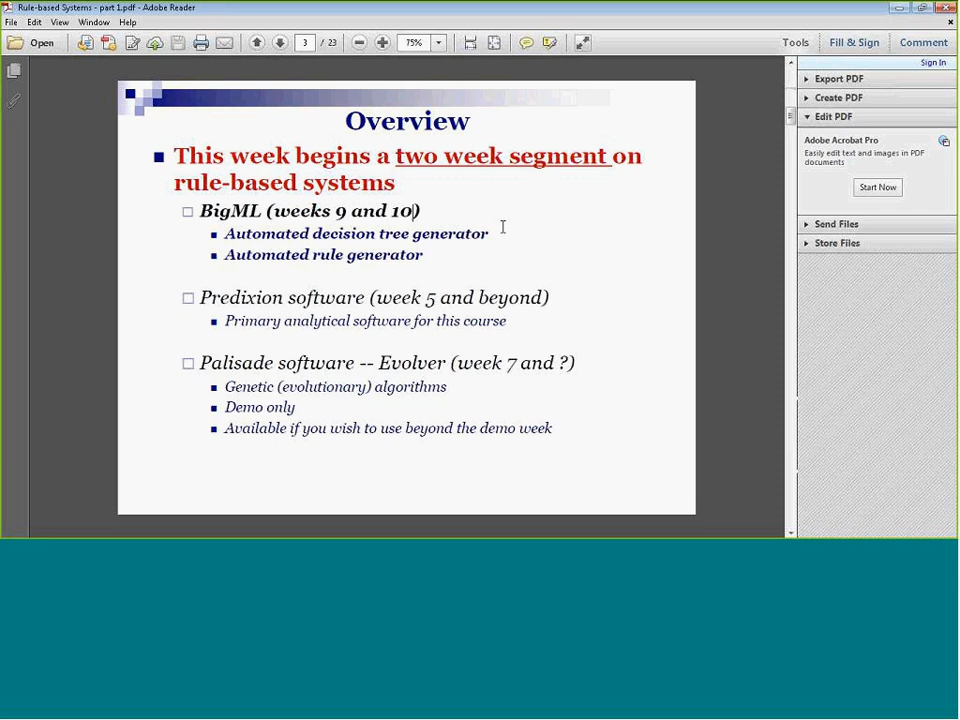 Rule-based Systems - part 1.pdf - Adobe Reader
File Edit View Window Help
Open 3 / 23 75% Tools Fill & Sign Comment
Sign In
Export PDF
Create PDF
Edit PDF
Adobe Acrobat Pro
Easily edit text and images in PDF
documents
Start Now
Send Files
Store Files
Overview
This week begins a two week segment on
rule-based systems
BigML (weeks 9 and 10)
Automated decision tree generator
Automated rule generator
Predixion software (week 5 and beyond)
Primary analytical software for this course
Palisade software -- Evolver (week 7 and ?)
Genetic (evolutionary) algorithms
Demo only
Available if you wish to use beyond the demo week